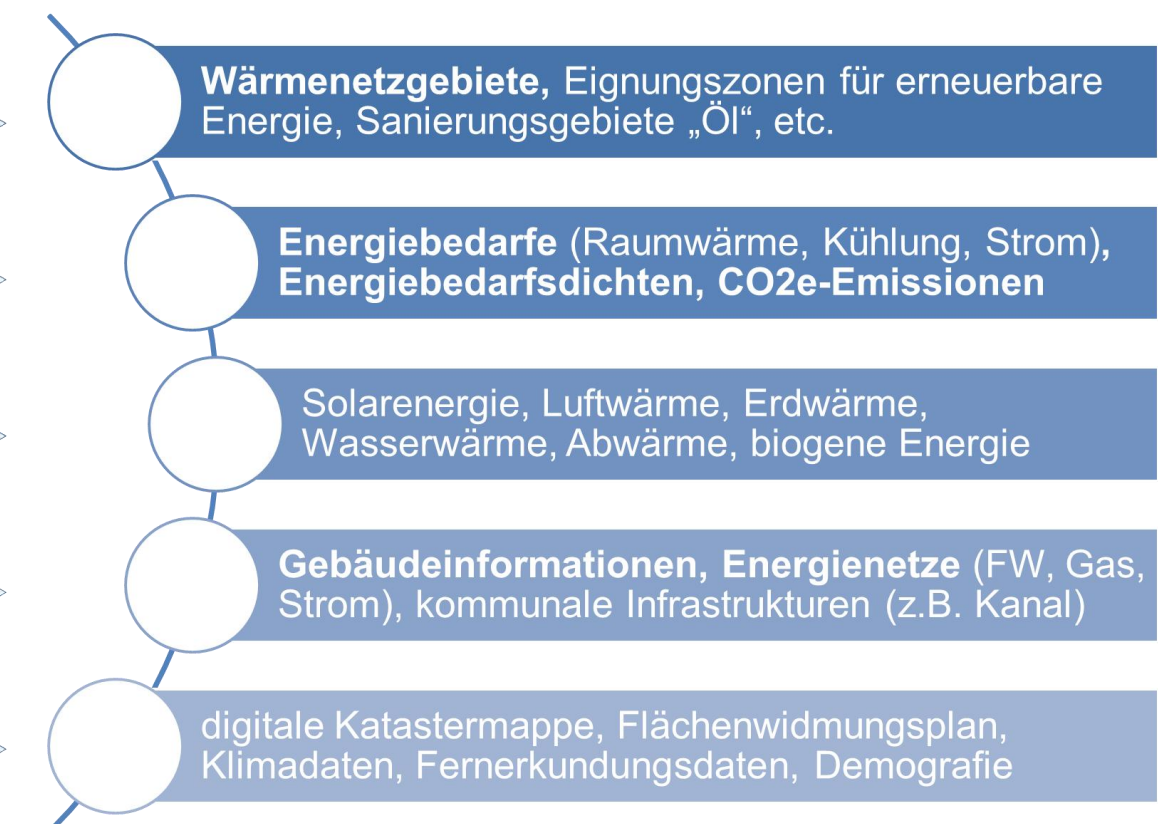 Wärmenetzgebiete, Eignungszonen für erneuerbare
Energie, Sanierungsgebiete „Öl“, etc.
Energiebedarfe (Raumwärme, Kühlung, Strom),
Energiebedarfsdichten, CO2e-Emissionen
Solarenergie, Luftwärme, Erdwärme,
Wasserwärme, Abwärme, biogene Energie
Gebäudeinformationen, Energienetze (FW, Gas,
Strom), kommunale Infrastrukturen (z.B. Kanal)
digitale Katastermappe, Flächenwidmungsplan,
Klimadaten, Fernerkundungsdaten, Demografie